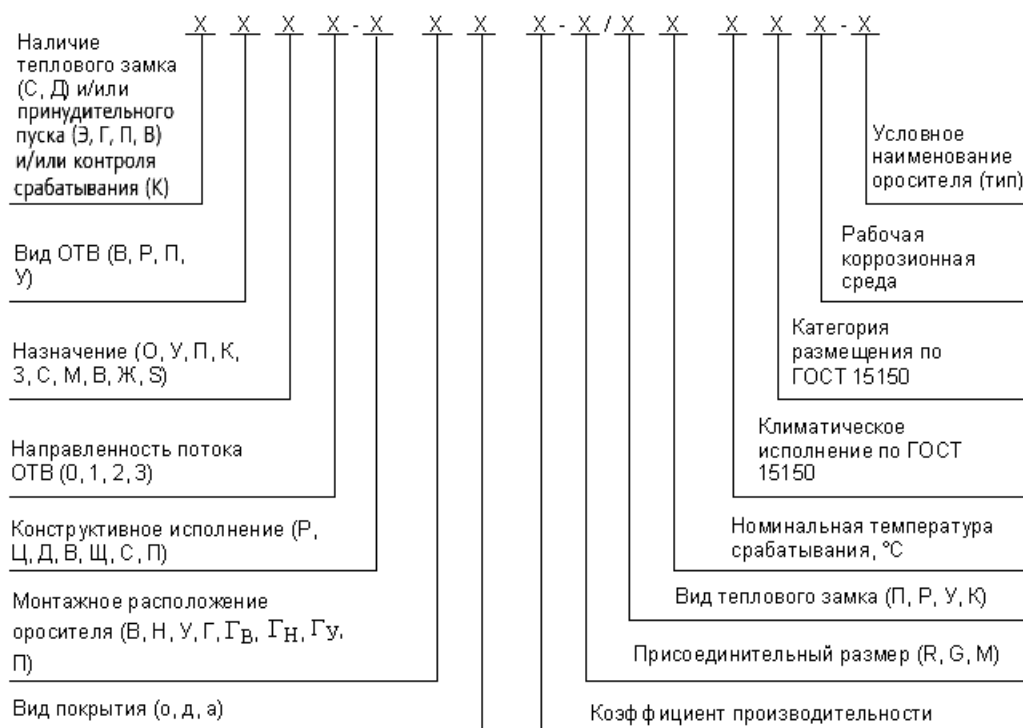 X X X X-X X X X-X/X X X X X-X
Наличие
теплового замка
(С, Д) и/или
принудительного
пуска (Э, Г, П, В)
и/или контроля
срабатывания (К)
Вид ОТВ (В, Р, П,
У)
Назначение (О, У, П, К,
З, С, М, В, Ж, S)
Направленность потока
ОТВ (0, 1, 2, 3)
Конструктивное исполнение (Р,
Ц, Д, В, Щ, С, П)
Монтажное расположение
оросителя (В, Н, У, Г, Гв, Гн, Гу,
П)
Вид покрытия (о, д, а)
Условное
наименование
оросителя (тип)
Рабочая
коррозионная
среда
Категория
размещения по
ГОСТ 15150
Климатическое
исполнение по ГОСТ
15150
Номинальная температура
срабатывания, °С
Вид теплового замка (П, Р, У, К)
Присоединительный размер (R, G, M)
Коэффициент производительности